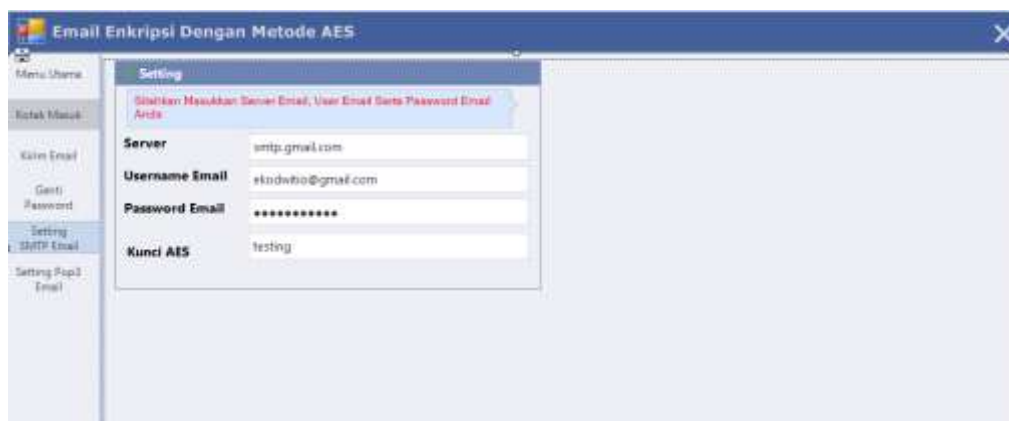 Email Enkripsi Dengan Metode AES
Menu Utama
Setting
Silahkan Masukkan Server Email, User Email Serta Password Email
Anda
Kotak Masuk
Server
smtp.gmail.com
Kirim Email
Username Email
ekodwibo@gmail.com
Ganti
Password
Password Email
•••••••••••
Setting
SMTP Email
Kunci AES
testing
Setting Pop3
Email